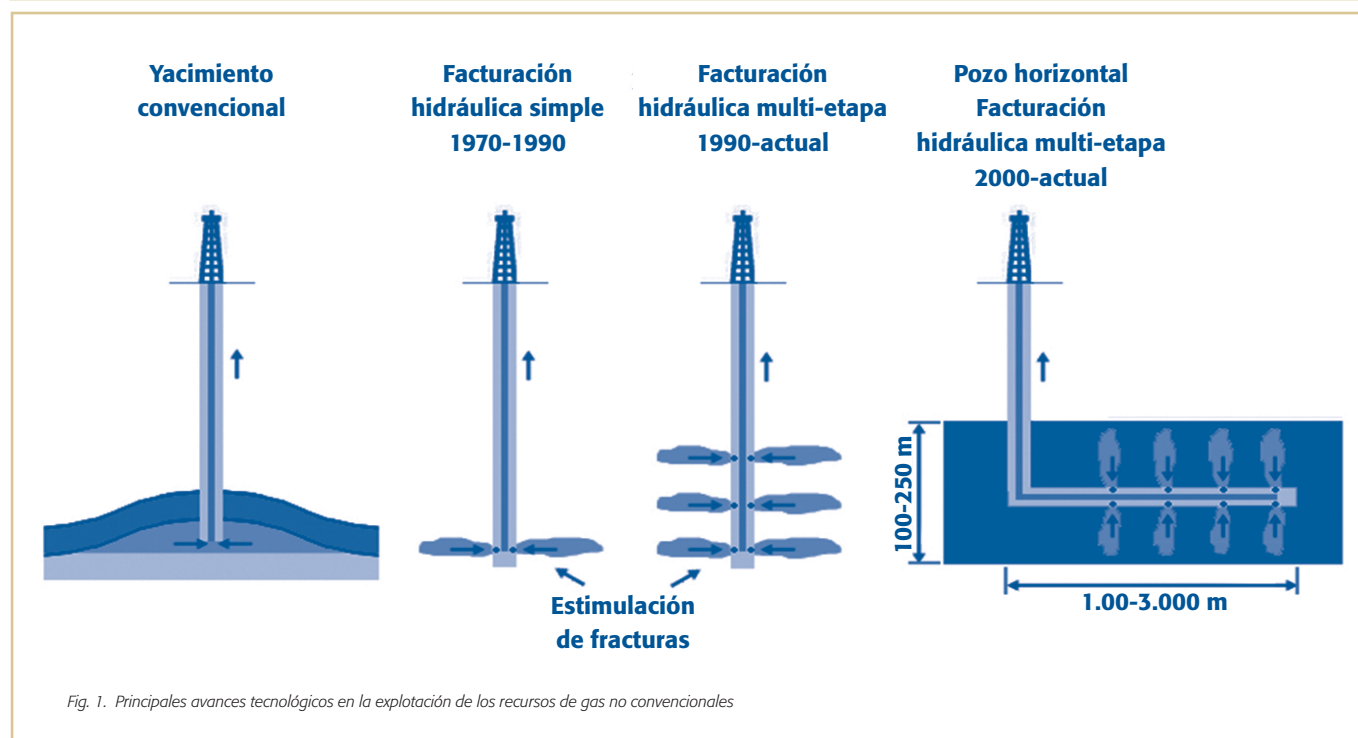 Yacimiento
convencional
Facturación
hidráulica simple
1970-1990
Facturación
hidráulica multi-etapa
1990-actual
Pozo horizontal
Facturación
hidráulica multi-etapa
2000-actual
100-250 m
1.00-3.000 m
Estimulación
de fracturas
Fig. 1. Principales avances tecnológicos en la explotación de los recursos de gas no convencionales